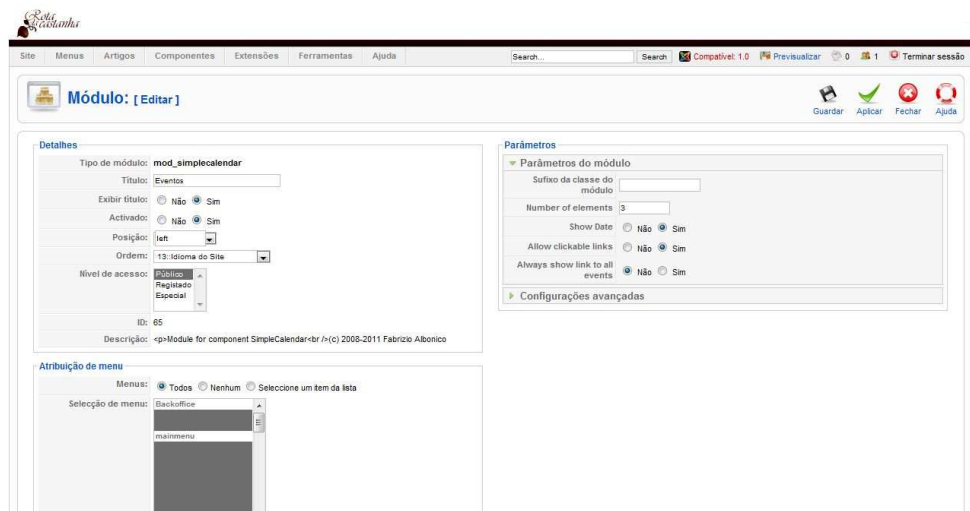 Rota da castanha
Site Menus Artigos Componentes Extensões Ferramentas Ajuda Search... Search Compatível: 1.0 Previsualizar 0 1 Terminar sessão
Módulo: [ Editar ]
Guardar Aplicar Fechar Ajuda
Detalhes
Tipo de módulo: mod_simplecalendar
Título: Eventos
Exibir título: Não Sim
Activado: Não Sim
Posição: left
Ordem: 13::Idioma do Site
Nível de acesso: Público
Registado
Especial
ID: 65
Descrição: <p>Module for component SimpleCalendar<br />(c) 2008-2011 Fabrizio Albonico
Atribuição de menu
Menus: Todos Nenhum Seleccione um item da lista
Selecção de menu: Backoffice
mainmenu
Parâmetros
Parâmetros do módulo
Sufixo da classe do
módulo
Number of elements 3
Show Date Não Sim
Allow clickable links Não Sim
Always show link to all
events Não Sim
Configurações avançadas